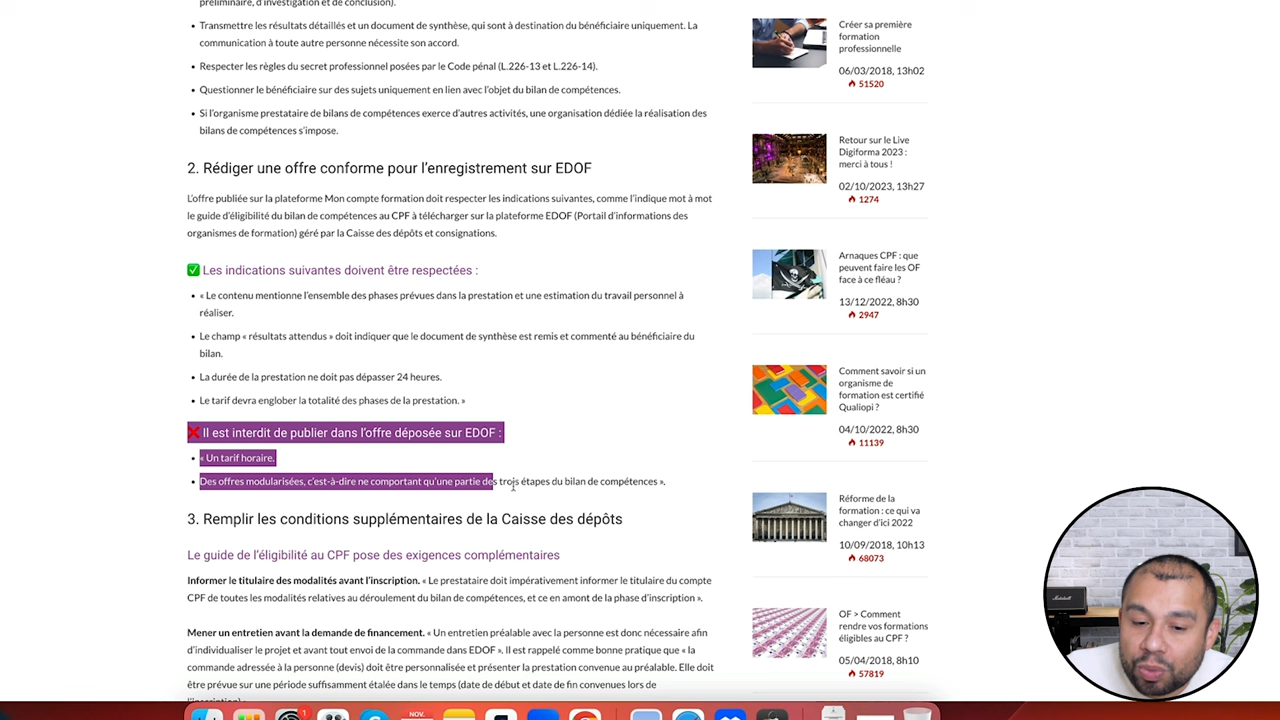 préliminaire, d'investigation et de conclusion).
• Transmettre les résultats détaillés et un document de synthèse, qui sont à destination du bénéficiaire uniquement. La
communication à toute autre personne nécessite son accord.
• Respecter les règles du secret professionnel posées par le Code pénal (L.226-13 et L.226-14).
• Questionner le bénéficiaire sur des sujets uniquement en lien avec l'objet du bilan de compétences.
• Si l'organisme prestataire de bilans de compétences exerce d'autres activités, une organisation dédiée la réalisation des
bilans de compétences s'impose.
2. Rédiger une offre conforme pour l'enregistrement sur EDOF
L'offre publiée sur la plateforme Mon compte formation doit respecter les indications suivantes, comme l'indique mot à mot
le guide d'éligibilité du bilan de compétences au CPF à télécharger sur la plateforme EDOF (Portail d'informations des
organismes de formation) géré par la Caisse des dépôts et consignations.
✅ Les indications suivantes doivent être respectées :
• « Le contenu mentionne l'ensemble des phases prévues dans la prestation et une estimation du travail personnel à
réaliser.
• Le champ « résultats attendus » doit indiquer que le document de synthèse est remis et commenté au bénéficiaire du
bilan.
• La durée de la prestation ne doit pas dépasser 24 heures.
• Le tarif devra englober la totalité des phases de la prestation. »
❌ Il est interdit de publier dans l'offre déposée sur EDOF :
• « Un tarif horaire.
• Des offres modularisées, c'est-à-dire ne comportant qu'une partie des trois étapes du bilan de compétences ».
3. Remplir les conditions supplémentaires de la Caisse des dépôts
Le guide de l'éligibilité au CPF pose des exigences complémentaires
Informer le titulaire des modalités avant l'inscription. « Le prestataire doit impérativement informer le titulaire du compte
CPF de toutes les modalités relatives au déroulement du bilan de compétences, et ce en amont de la phase d'inscription ».
Mener un entretien avant la demande de financement. « Un entretien préalable avec la personne est donc nécessaire afin
d'individualiser le projet et avant tout envoi de la commande dans EDOF ». Il est rappelé comme bonne pratique que « la
commande adressée à la personne (devis) doit être personnalisée et présenter la prestation convenue au préalable. Elle doit
être prévue sur une période suffisamment étalée dans le temps (date de début et date de fin convenues lors de
l'inscription) »
Créer sa première
formation
professionnelle
06/03/2018, 13h02
51520
Retour sur le Live
Digiforma 2023 :
merci à tous !
02/10/2023, 13h27
1274
Arnaques CPF : que
peuvent faire les OF
face à ce fléau ?
13/12/2022, 8h30
2947
Comment savoir si un
organisme de
formation est certifié
Qualiopi ?
04/10/2022, 8h30
11139
Réforme de la
formation : ce qui va
changer d'ici 2022
10/09/2018, 10h13
68073
OF > Comment
rendre vos formations
éligibles au CPF ?
05/04/2018, 8h10
57819
Marshall
NOV.
1